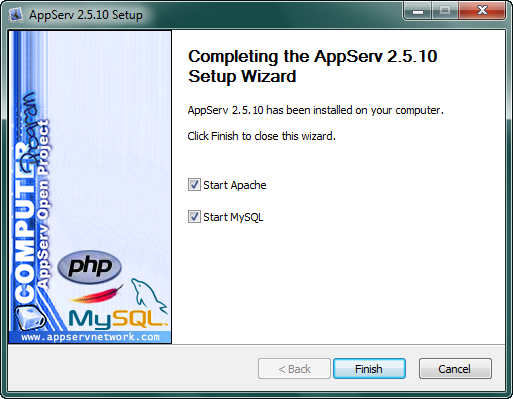 AppServ 2.5.10 Setup
Completing the AppServ 2.5.10
Setup Wizard
AppServ 2.5.10 has been installed on your computer.
Click Finish to close this wizard.
Start Apache
Start MySQL
COMPUTER
Program
AppServ Open Project
php
MySQL™
www.appservnetwork.com
< Back
Finish
Cancel